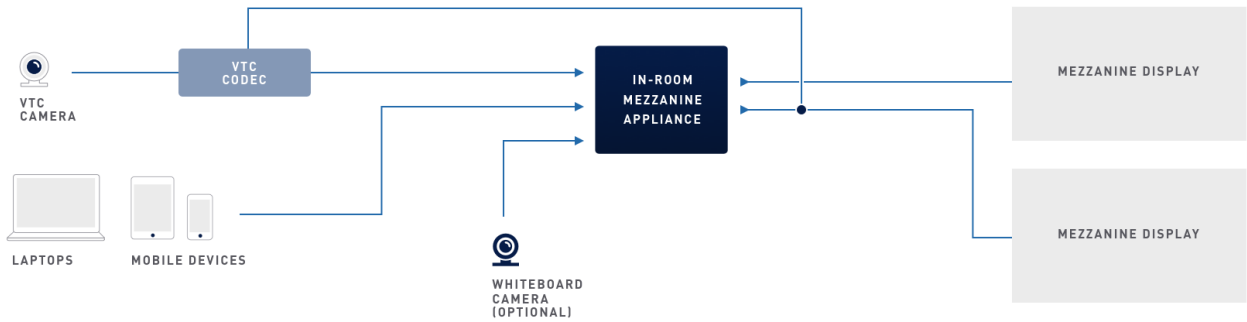 VTC
CAMERA
VTC
CODEC
IN-ROOM
MEZZANINE
APPLIANCE
MEZZANINE DISPLAY
MEZZANINE DISPLAY
LAPTOPS
MOBILE DEVICES
WHITEBOARD
CAMERA
(OPTIONAL)